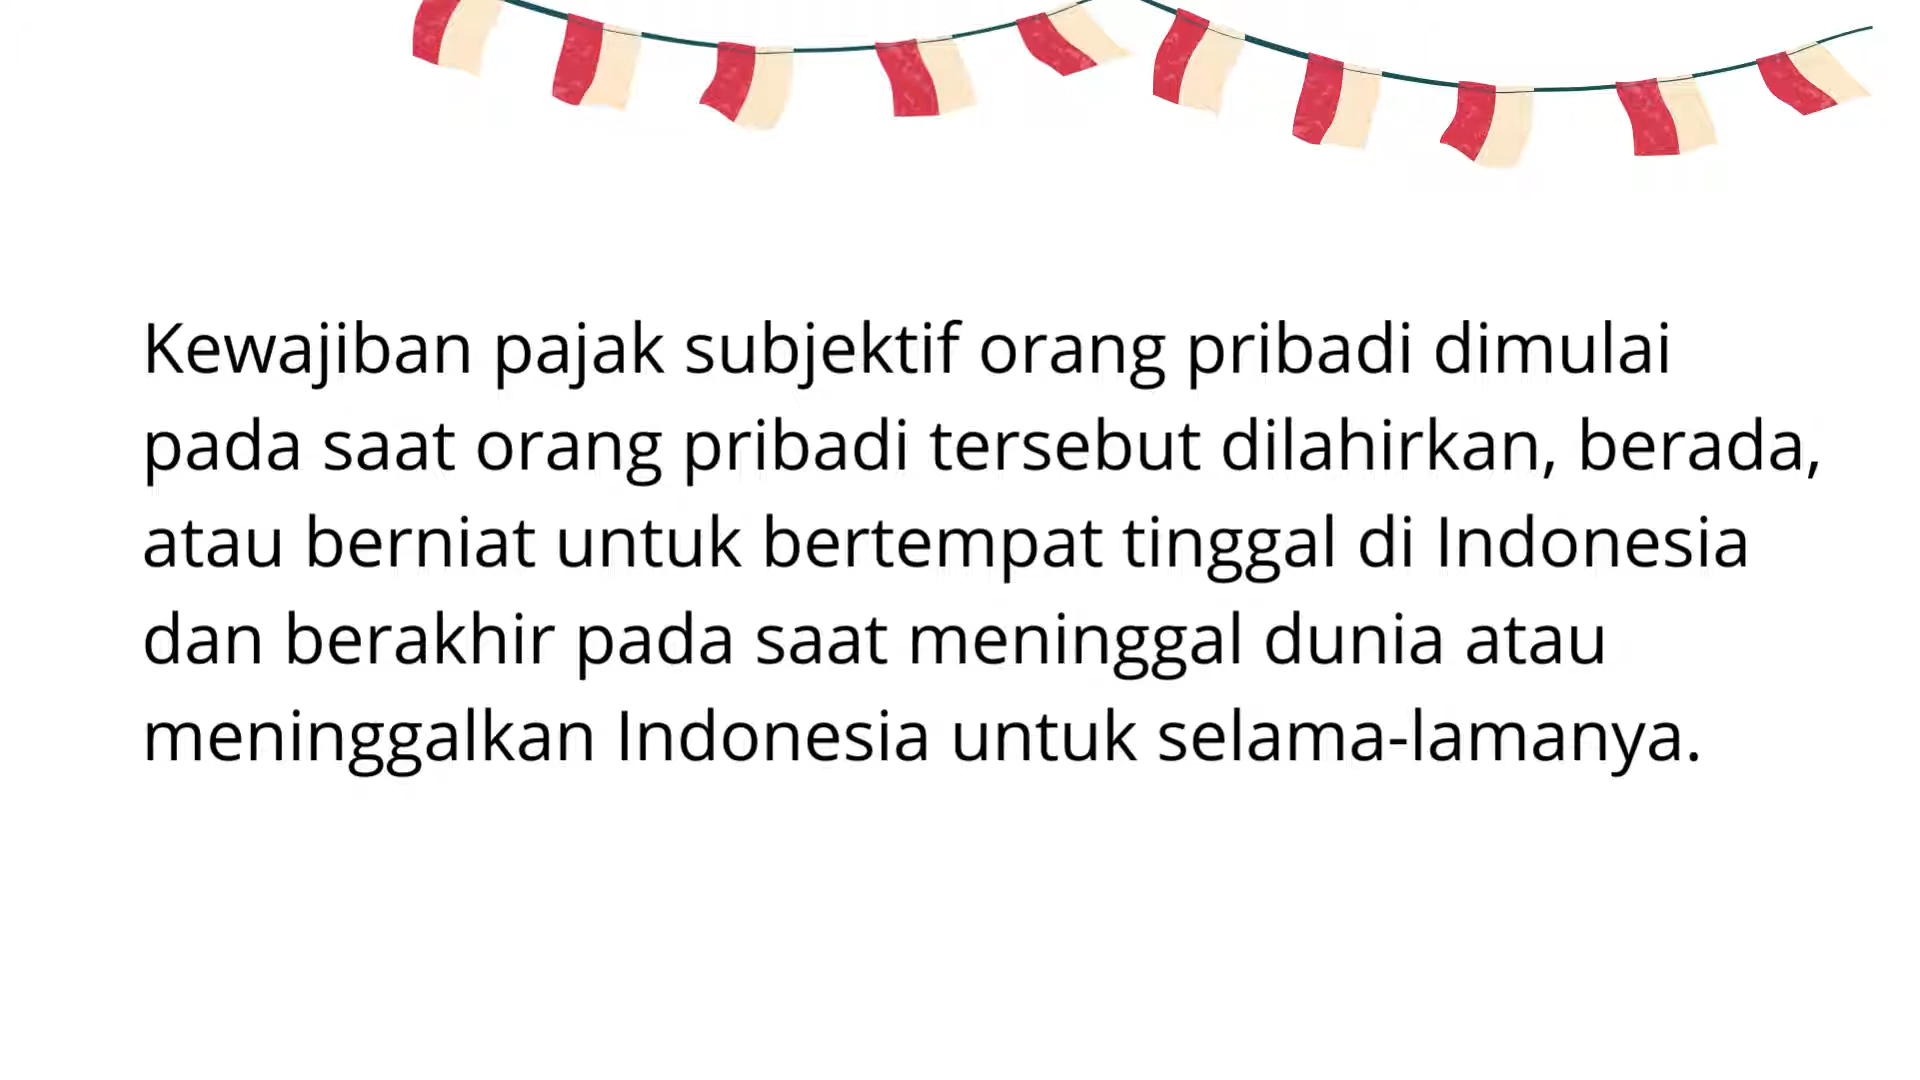 Kewajiban pajak subjektif orang pribadi dimulai
pada saat orang pribadi tersebut dilahirkan, berada,
atau berniat untuk bertempat tinggal di Indonesia
dan berakhir pada saat meninggal dunia atau
meninggalkan Indonesia untuk selama-lamanya.